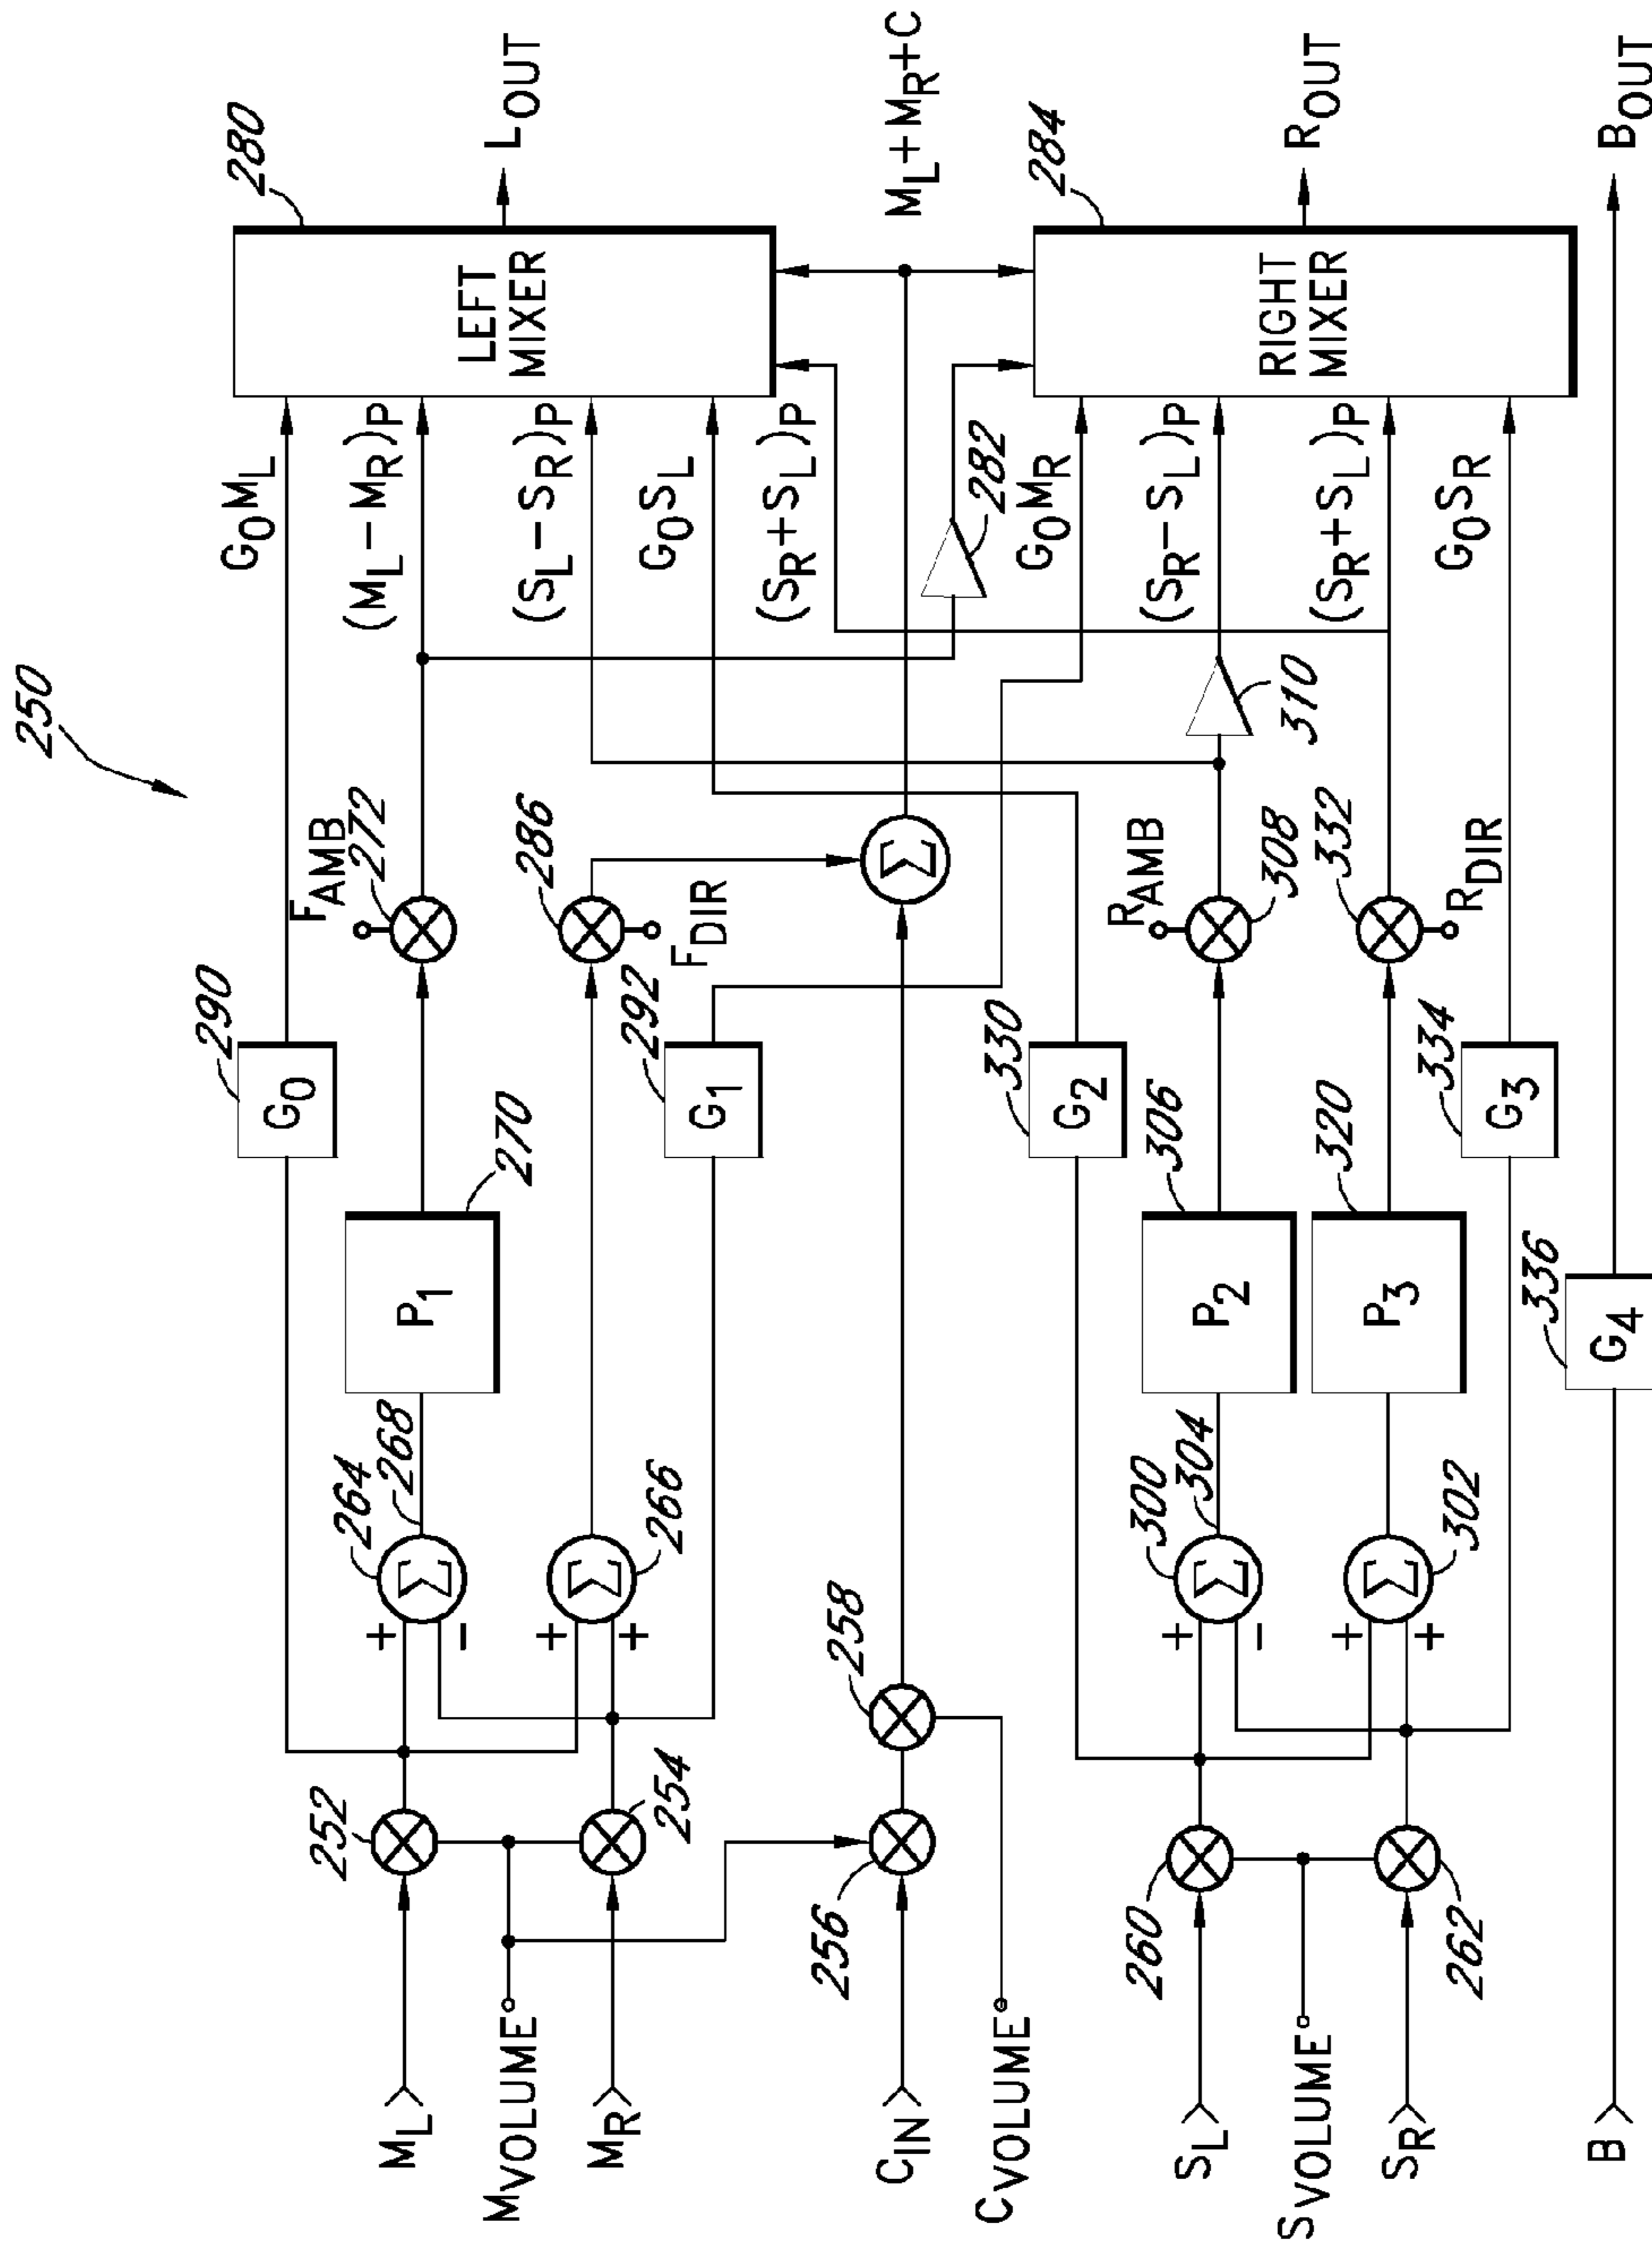 250
290
G0
G0ML
280
FAMB
272
ML
252
+
264
Σ
268
P1
270
(ML−MR)P
LEFT
MIXER
LOUT
−
MVOLUME
286
+
Σ
+
266
FDIR
(SL−SR)P
MR
254
292
G1
G0SL
(SR+SL)P
CIN
256
258
Σ
282
ML+MR+C
CVOLUME
330
G2
G0MR
284
SL
260
+
300
Σ
304
P2
306
RAMB
308
310
(SR−SL)P
RIGHT
MIXER
ROUT
−
SVOLUME
SR
262
+
Σ
+
302
P3
320
332
RDIR
(SR+SL)P
334
G3
G0SR
336
B
G4
BOUT